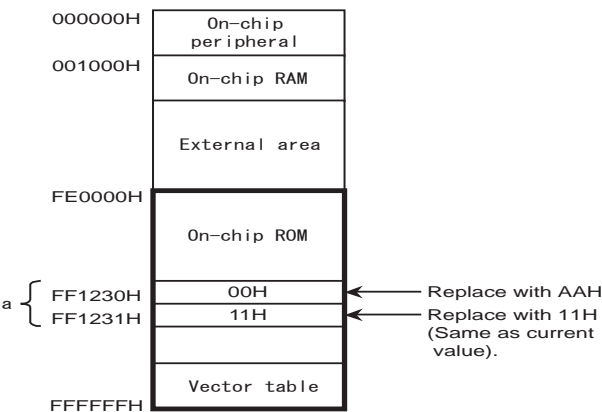 000000H
On-chip
peripheral
001000H
On-chip RAM
External area
FE0000H
On-chip ROM
a
FF1230H
00H
Replace with AAH
FF1231H
11H
Replace with 11H
(Same as current
value).
Vector table
FFFFFFH